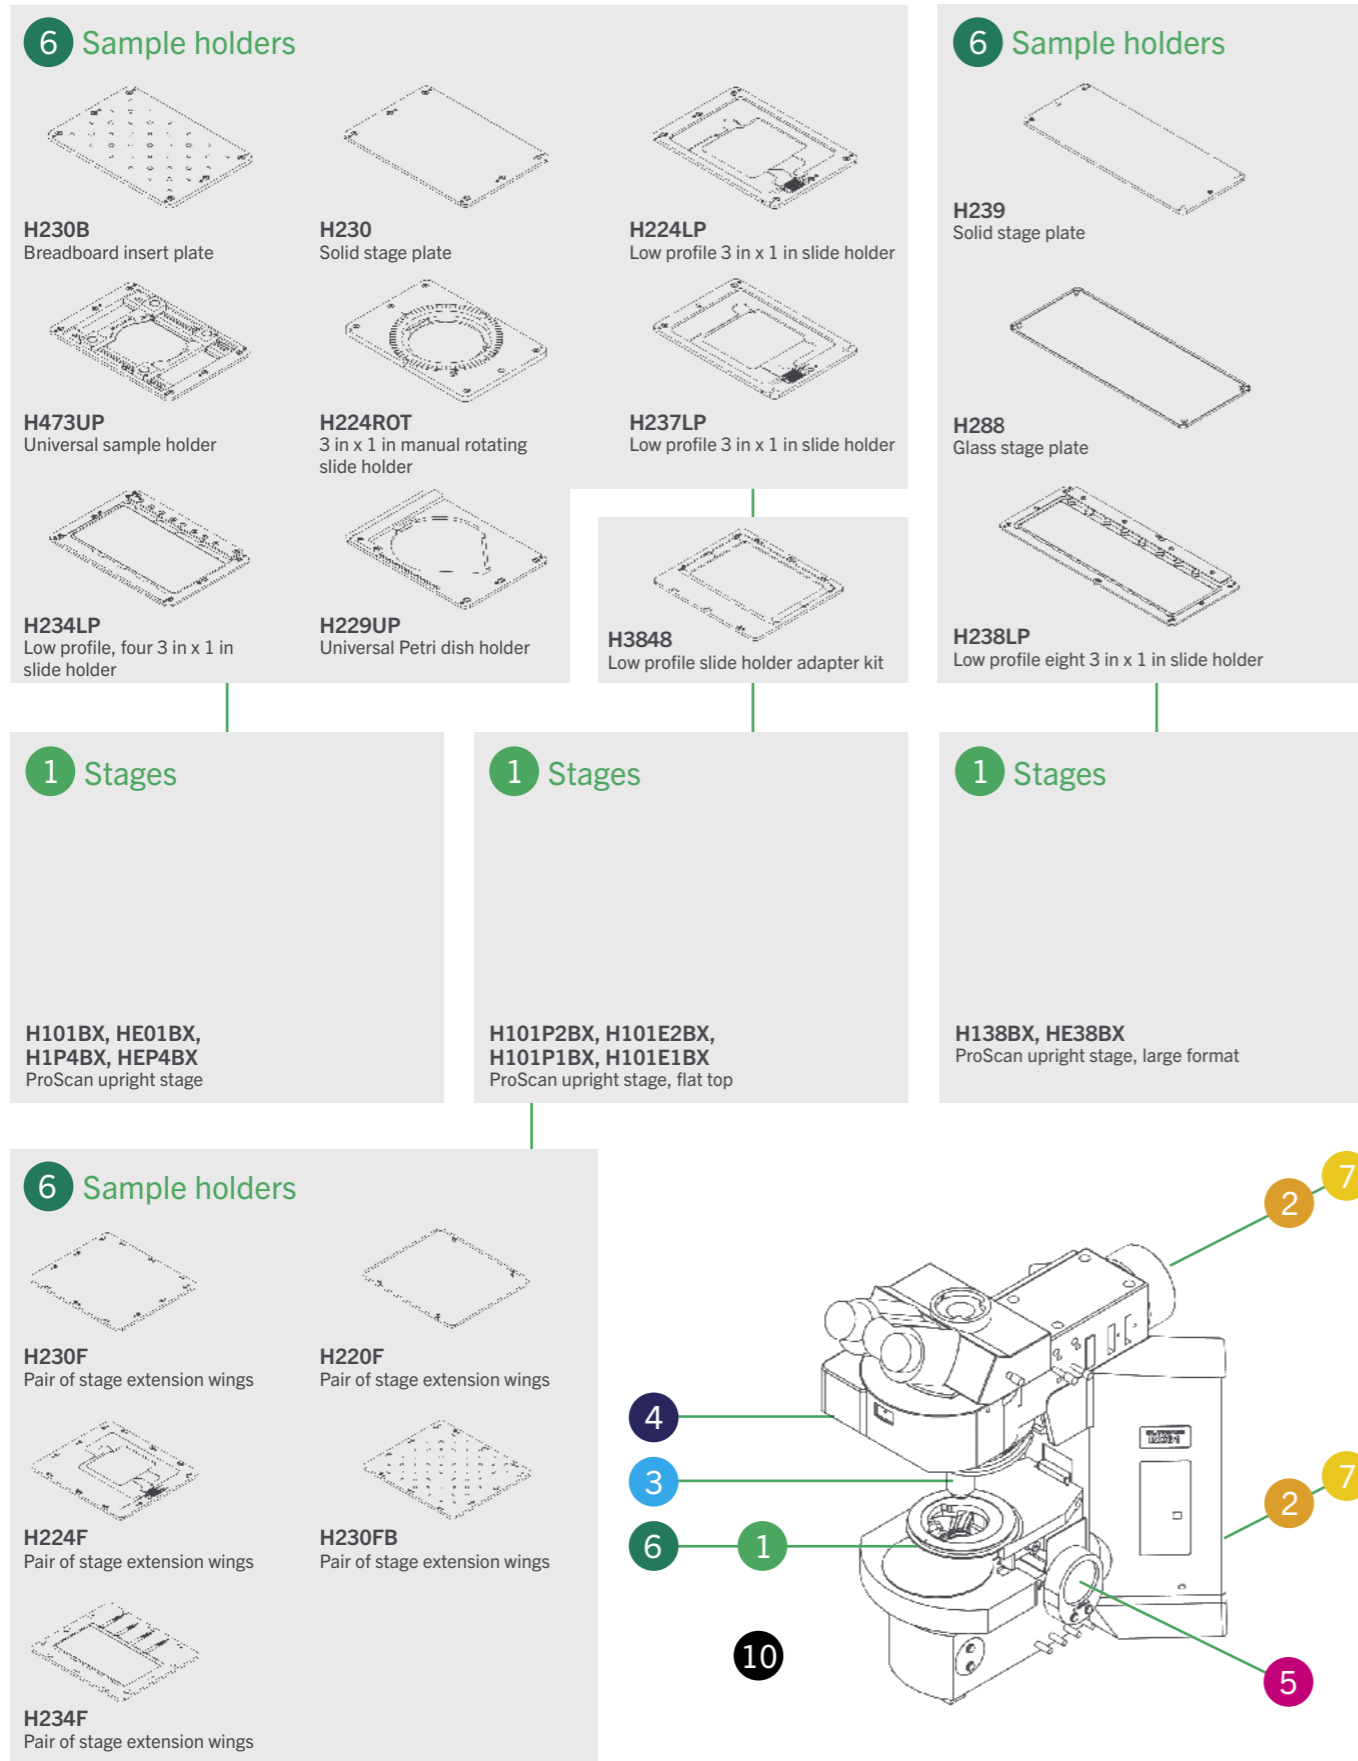 6 Sample holders
H230B
Breadboard insert plate
H230
Solid stage plate
H224LP
Low profile 3 in x 1 in slide holder
H473UP
Universal sample holder
H224ROT
3 in x 1 in manual rotating
slide holder
H237LP
Low profile 3 in x 1 in slide holder
H234LP
Low profile, four 3 in x 1 in
slide holder
H229UP
Universal Petri dish holder
H3848
Low profile slide holder adapter kit
6 Sample holders
H239
Solid stage plate
H288
Glass stage plate
H238LP
Low profile eight 3 in x 1 in slide holder
1 Stages
H101BX, HE01BX,
H1P4BX, HEP4BX
ProScan upright stage
1 Stages
H101P2BX, H101E2BX,
H101P1BX, H101E1BX
ProScan upright stage, flat top
1 Stages
H138BX, HE38BX
ProScan upright stage, large format
6 Sample holders
H230F
Pair of stage extension wings
H220F
Pair of stage extension wings
H224F
Pair of stage extension wings
H230FB
Pair of stage extension wings
H234F
Pair of stage extension wings
7
2
4
3
7
2
6
1
10
5